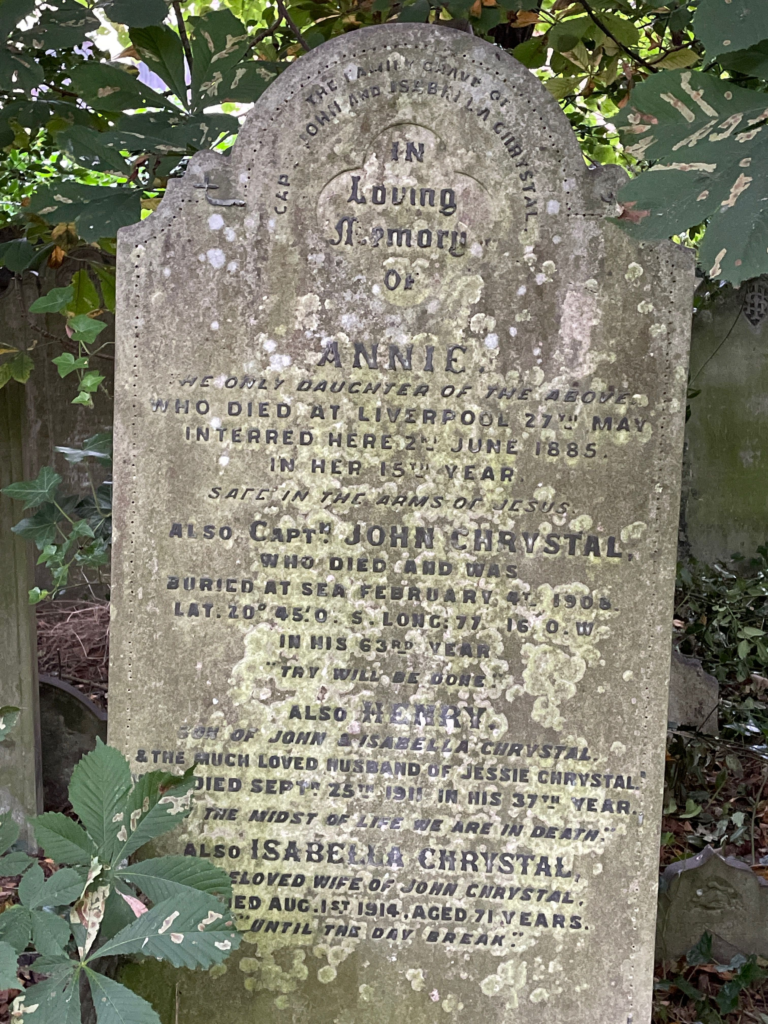 THE FAMILY GRAVE OF
CAP JOHN AND ISABELLA CHRYSTAL.
IN
Loving
Memory
OF
ANNIE.
HE ONLY DAUGHTER OF THE ABOVE
WHO DIED AT LIVERPOOL 27TH MAY
INTERRED HERE 2ND JUNE 1885.
IN HER 15TH YEAR.
SAFE IN THE ARMS OF JESUS.
ALSO CAPTN JOHN CHRYSTAL,
WHO DIED AND WAS
BURIED AT SEA FEBRUARY 4TH 1908.
LAT. 20° 45.0. S. LONG: 77. 16.0. W
IN HIS 63RD YEAR
"THY WILL BE DONE"
ALSO HENRY,
SON OF JOHN & ISABELLA CHRYSTAL.
& THE MUCH LOVED HUSBAND OF JESSIE CHRYSTAL.
DIED SEPTR 25TH 1911 IN HIS 37TH YEAR.
THE MIDST OF LIFE WE ARE IN DEATH."
ALSO ISABELLA CHRYSTAL,
ELOVED WIFE OF JOHN CHRYSTAL,
IED AUG. 1ST 1914, AGED 71 YEARS.
"UNTIL THE DAY BREAK."